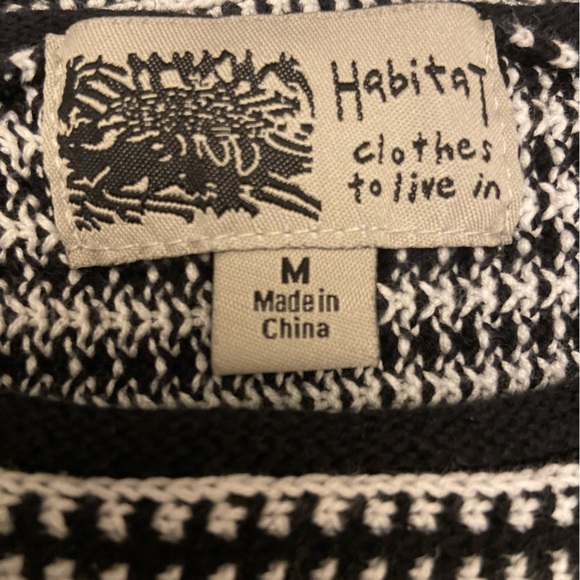 Habitat
clothes
to live in
M
Made in
China